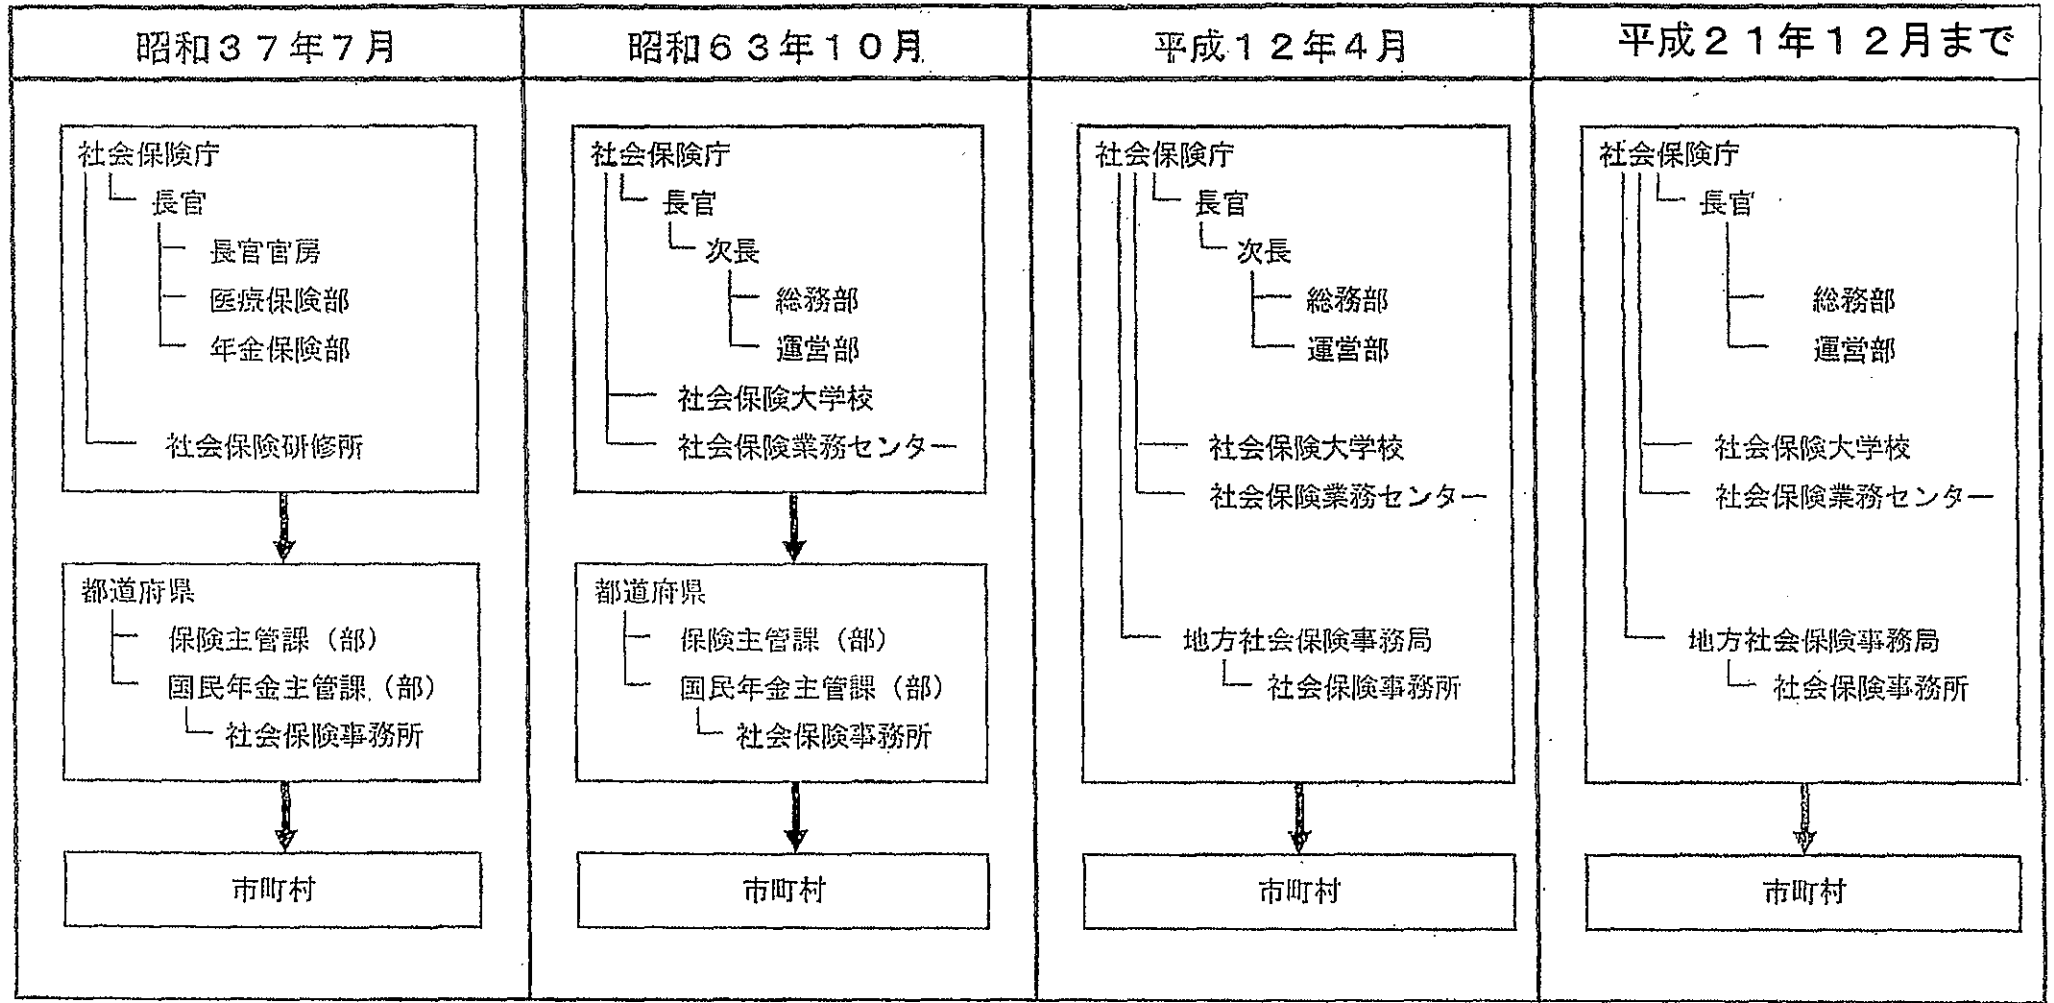 昭和３７年７月
社会保険庁
長官
長官官房
医療保険部
年金保険部
社会保険研修所
都道府県
保険主管課（部）
国民年金主管課（部）
社会保険事務所
市町村
昭和６３年１０月
社会保険庁
長官
次長
総務部
運営部
社会保険大学校
社会保険業務センター
都道府県
保険主管課（部）
国民年金主管課（部）
社会保険事務所
市町村
平成１２年４月
社会保険庁
長官
次長
総務部
運営部
社会保険大学校
社会保険業務センター
地方社会保険事務局
社会保険事務所
市町村
平成２１年１２月まで
社会保険庁
長官
総務部
運営部
社会保険大学校
社会保険業務センター
地方社会保険事務局
社会保険事務所
市町村